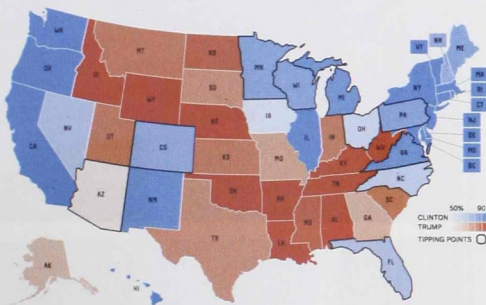 WA
MT
ND
MN
VT
NH
ME
OR
ID
SD
WI
MI
NY
MA
RI
CT
WY
NV
UT
CO
NE
IA
IL
IN
OH
PA
NJ
DE
MD
DC
CA
AZ
NM
KS
MO
KY
WV
VA
OK
AR
TN
NC
TX
LA
MS
AL
GA
SC
FL
AK
HI
50% 90
CLINTON
TRUMP
TIPPING POINTS